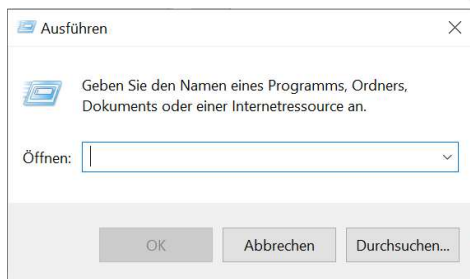 Ausführen
Geben Sie den Namen eines Programms, Ordners,
Dokuments oder einer Internetressource an.
Öffnen:
OK Abbrechen Durchsuchen...